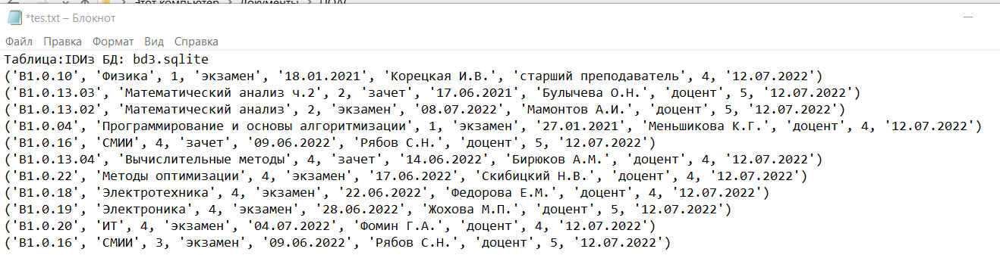 Этот компьютер
Документы
ПОАС
*tes.txt – Блокнот
Файл Правка Формат Вид Справка
Таблица:IDИз БД: bd3.sqlite
('B1.0.10', 'Физика', 1, 'экзамен', '18.01.2021', 'Корецкая И.В.', 'старший преподаватель', 4, '12.07.2022')
('B1.0.13.03', 'Математический анализ ч.2', 2, 'зачет', '17.06.2021', 'Булычева О.Н.', 'доцент', 5, '12.07.2022')
('B1.0.13.02', 'Математический анализ', 2, 'экзамен', '08.07.2022', 'Мамонтов А.И.', 'доцент', 5, '12.07.2022')
('B1.0.04', 'Программирование и основы алгоритмизации', 1, 'экзамен', '27.01.2021', 'Меньшикова К.Г.', 'доцент', 4, '12.07.2022')
('B1.0.16', 'СМИИ', 4, 'зачет', '09.06.2022', 'Рябов С.Н.', 'доцент', 5, '12.07.2022')
('B1.0.13.04', 'Вычислительные методы', 4, 'зачет', '14.06.2022', 'Бирюков А.М.', 'доцент', 4, '12.07.2022')
('B1.0.22', 'Методы оптимизации', 4, 'экзамен', '17.06.2022', 'Скибицкий Н.В.', 'доцент', 4, '12.07.2022')
('B1.0.18', 'Электротехника', 4, 'экзамен', '22.06.2022', 'Федорова Е.М.', 'доцент', 4, '12.07.2022')
('B1.0.19', 'Электроника', 4, 'экзамен', '28.06.2022', 'Жохова М.П.', 'доцент', 5, '12.07.2022')
('B1.0.20', 'ИТ', 4, 'экзамен', '04.07.2022', 'Фомин Г.А.', 'доцент', 4, '12.07.2022')
('B1.0.16', 'СМИИ', 3, 'экзамен', '09.06.2022', 'Рябов С.Н.', 'доцент', 5, '12.07.2022')